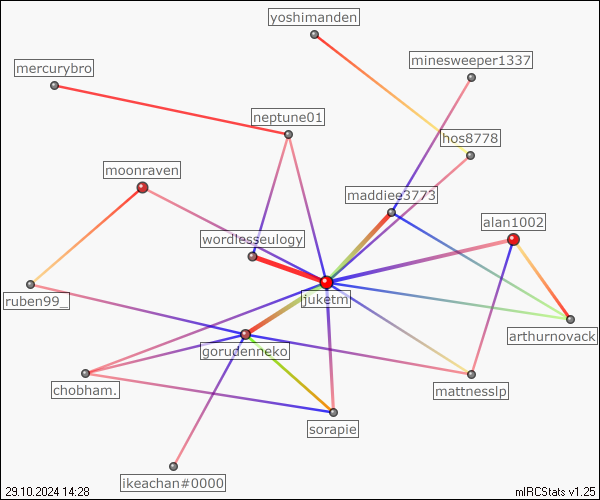 yoshimanden
minesweeper1337
mercurybro
neptune01
hos8778
moonraven
maddiee3773
alan1002
wordlesseulogy
ruben99_
juketm
arthurnovack
gorudenneko
chobham.
mattnesslp
sorapie
ikeachan#0000
29.10.2024 14:28
mIRCStats v1.25